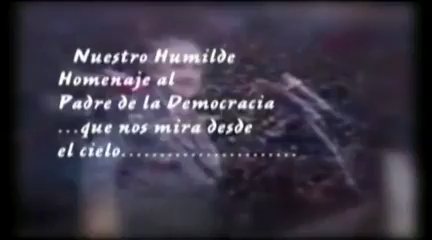 Nuestro Humilde
Homenaje al
Padre de la Democracia
...que nos mira desde
el cielo........................